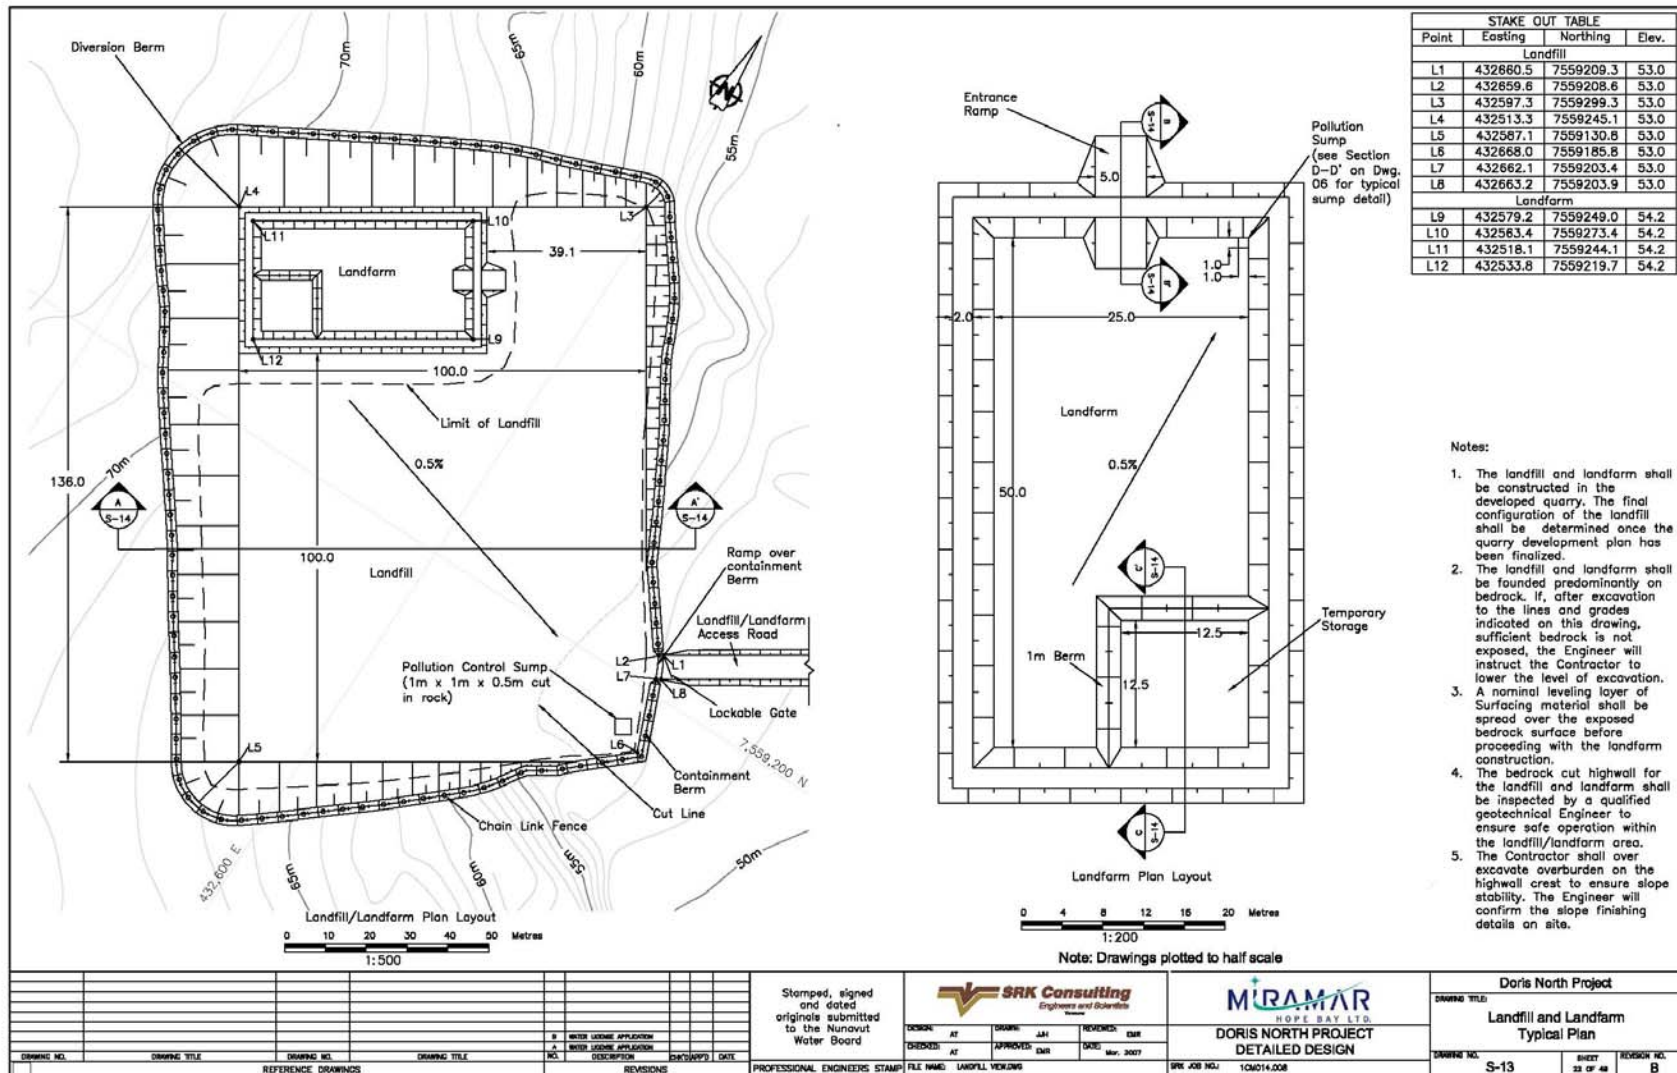 Diversion Berm
70m
65m
60m
55m
N
L4
L3
L11
L10
39.1
Landfarm
L9
L12
100.0
Limit of Landfill
0.5%
136.0
70m
A
S-14
A'
S-14
100.0
Landfill
Ramp over
containment
Berm
Landfill/Landfarm
Access Road
L2
L1
L7
L8
Pollution Control Sump
(1m x 1m x 0.5m cut
in rock)
Lockable Gate
L5
L6
7,559,200 N
Containment
Berm
Cut Line
Chain Link Fence
432,600 E
65m
60m
55m
50m
Landfill/Landfarm Plan Layout
0 10 20 30 40 50 Metres
1:500
Entrance
Ramp
B
S-14
5.0
Pollution
Sump
(see Section
D-D' on Dwg.
06 for typical
sump detail)
1.0
1.0
B'
S-14
2.0
25.0
Landfarm
0.5%
50.0
C'
S-14
Temporary
Storage
12.5
1m Berm
12.5
C
S-14
Landfarm Plan Layout
0 4 8 12 16 20 Metres
1:200
Note: Drawings plotted to half scale
STAKE OUT TABLE
Point Easting Northing Elev.
Landfill
L1 432660.5 7559209.3 53.0
L2 432659.6 7559208.6 53.0
L3 432597.3 7559299.3 53.0
L4 432513.3 7559245.1 53.0
L5 432587.1 7559130.8 53.0
L6 432668.0 7559185.8 53.0
L7 432662.1 7559203.4 53.0
L8 432663.2 7559203.9 53.0
Landfarm
L9 432579.2 7559249.0 54.2
L10 432563.4 7559273.4 54.2
L11 432518.1 7559244.1 54.2
L12 432533.8 7559219.7 54.2
Notes:
1. The landfill and landfarm shall
be constructed in the
developed quarry. The final
configuration of the landfill
shall be determined once the
quarry development plan has
been finalized.
2. The landfill and landfarm shall
be founded predominantly on
bedrock. If, after excavation
to the lines and grades
indicated on this drawing,
sufficient bedrock is not
exposed, the Engineer will
instruct the Contractor to
lower the level of excavation.
3. A nominal leveling layer of
Surfacing material shall be
spread over the exposed
bedrock surface before
proceeding with the landfarm
construction.
4. The bedrock cut highwall for
the landfill and landfarm shall
be inspected by a qualified
geotechnical Engineer to
ensure safe operation within
the landfill/landfarm area.
5. The Contractor shall over
excavate overburden on the
highwall crest to ensure slope
stability. The Engineer will
confirm the slope finishing
details on site.
B WATER LICENSE APPLICATION
A WATER LICENSE APPLICATION
DRAWING NO. DRAWING TITLE DRAWING NO. DRAWING TITLE NO. DESCRIPTION CHK'D APP'D DATE
REFERENCE DRAWINGS REVISIONS
Stamped, signed
and dated
originals submitted
to the Nunavut
Water Board
PROFESSIONAL ENGINEERS STAMP
SRK Consulting
Engineers and Scientists
DESIGN: AT DRAWN: JJH REVIEWED: EMR
CHECKED: AT APPROVED: EMR DATE: Mar. 2007
FILE NAME: LANDFILL VIEW.DWG
MIRAMAR
HOPE BAY LTD.
DORIS NORTH PROJECT
DETAILED DESIGN
SRK JOB NO.: 1CM014.008
Doris North Project
DRAWING TITLE:
Landfill and Landfarm
Typical Plan
DRAWING NO. SHEET REVISION NO.
S-13 B